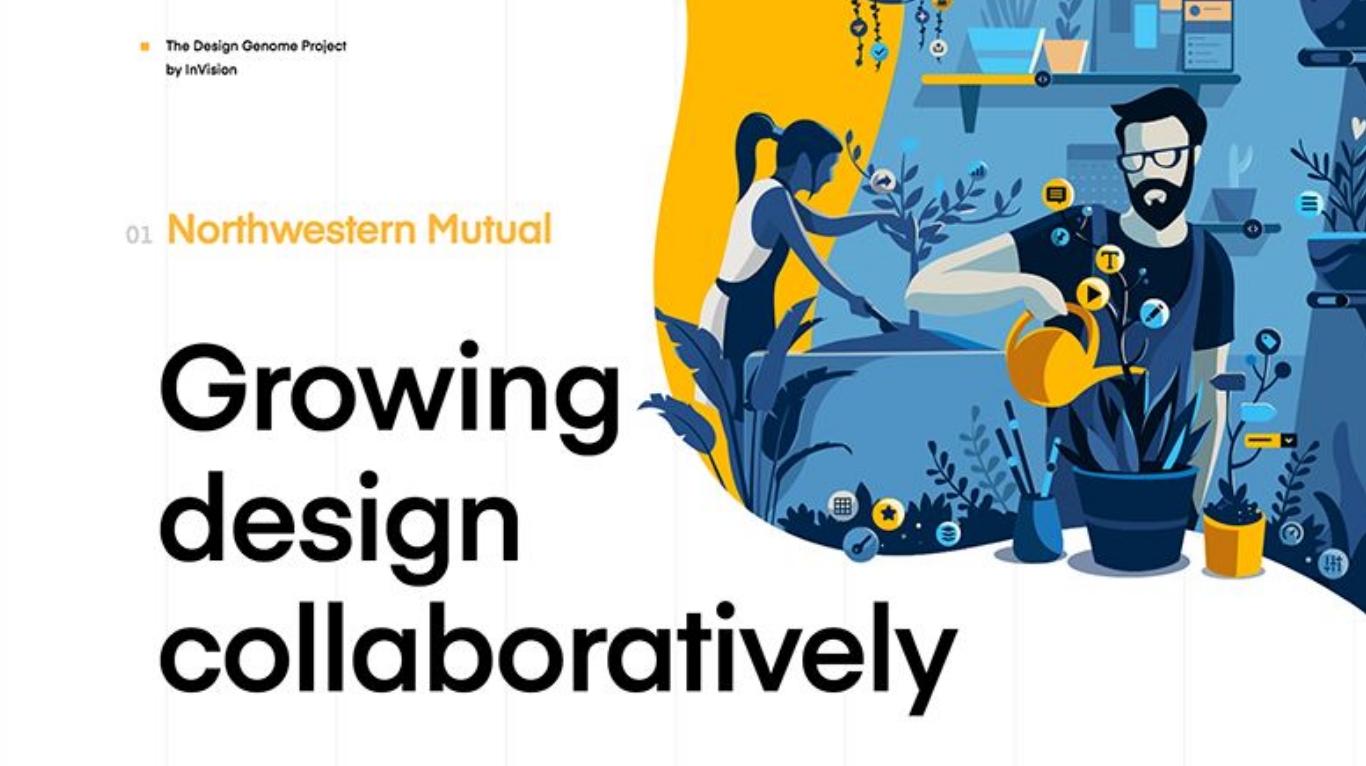 The Design Genome Project
by InVision
01 Northwestern Mutual
Growing
design
collaboratively
T